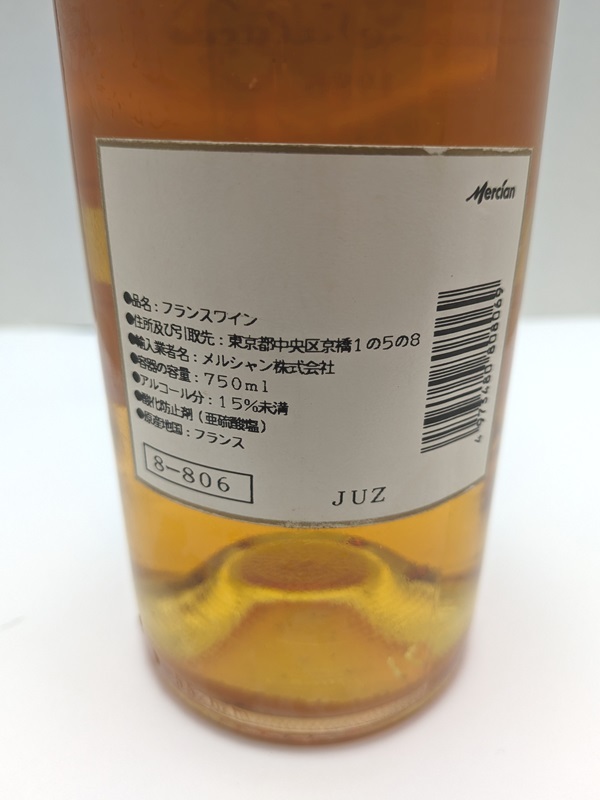 Mercian
●品名：フランスワイン
●住所及び引取先：東京都中央区京橋1の5の8
●輸入業者名：メルシャン株式会社
●容器の容量：750ml
●アルコール分：15%未満
●酸化防止剤（亜硫酸塩）
●原産地国：フランス
8-806
JUZ
4973480808069